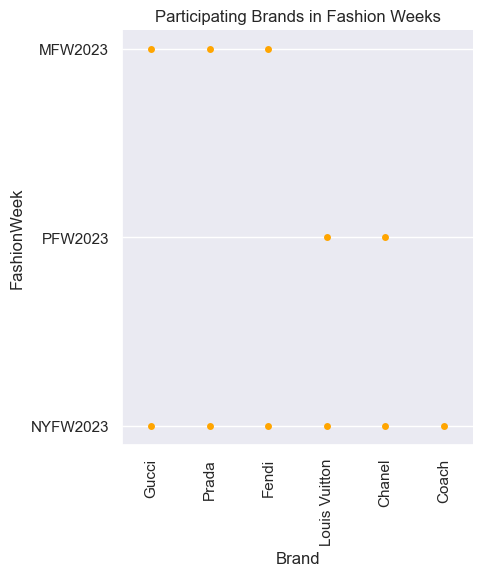 Participating Brands in Fashion Weeks
MFW2023
PFW2023
NYFW2023
FashionWeek
Gucci
Prada
Fendi
Louis Vuitton
Chanel
Coach
Brand